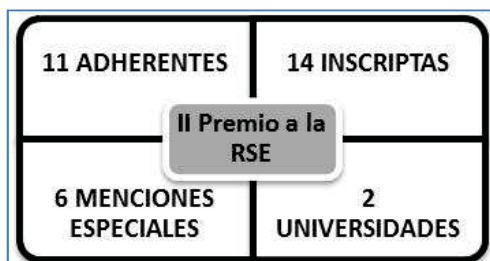 11 ADHERENTES
14 INSCRIPTAS
II Premio a la
RSE
6 MENCIONES
ESPECIALES
2
UNIVERSIDADES